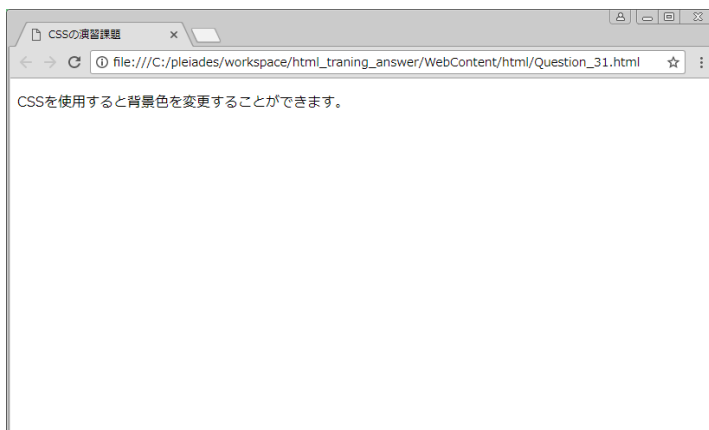 CSSの演習課題
file:///C:/pleiades/workspace/html_traning_answer/WebContent/html/Question_31.html
CSSを使用すると背景色を変更することができます。